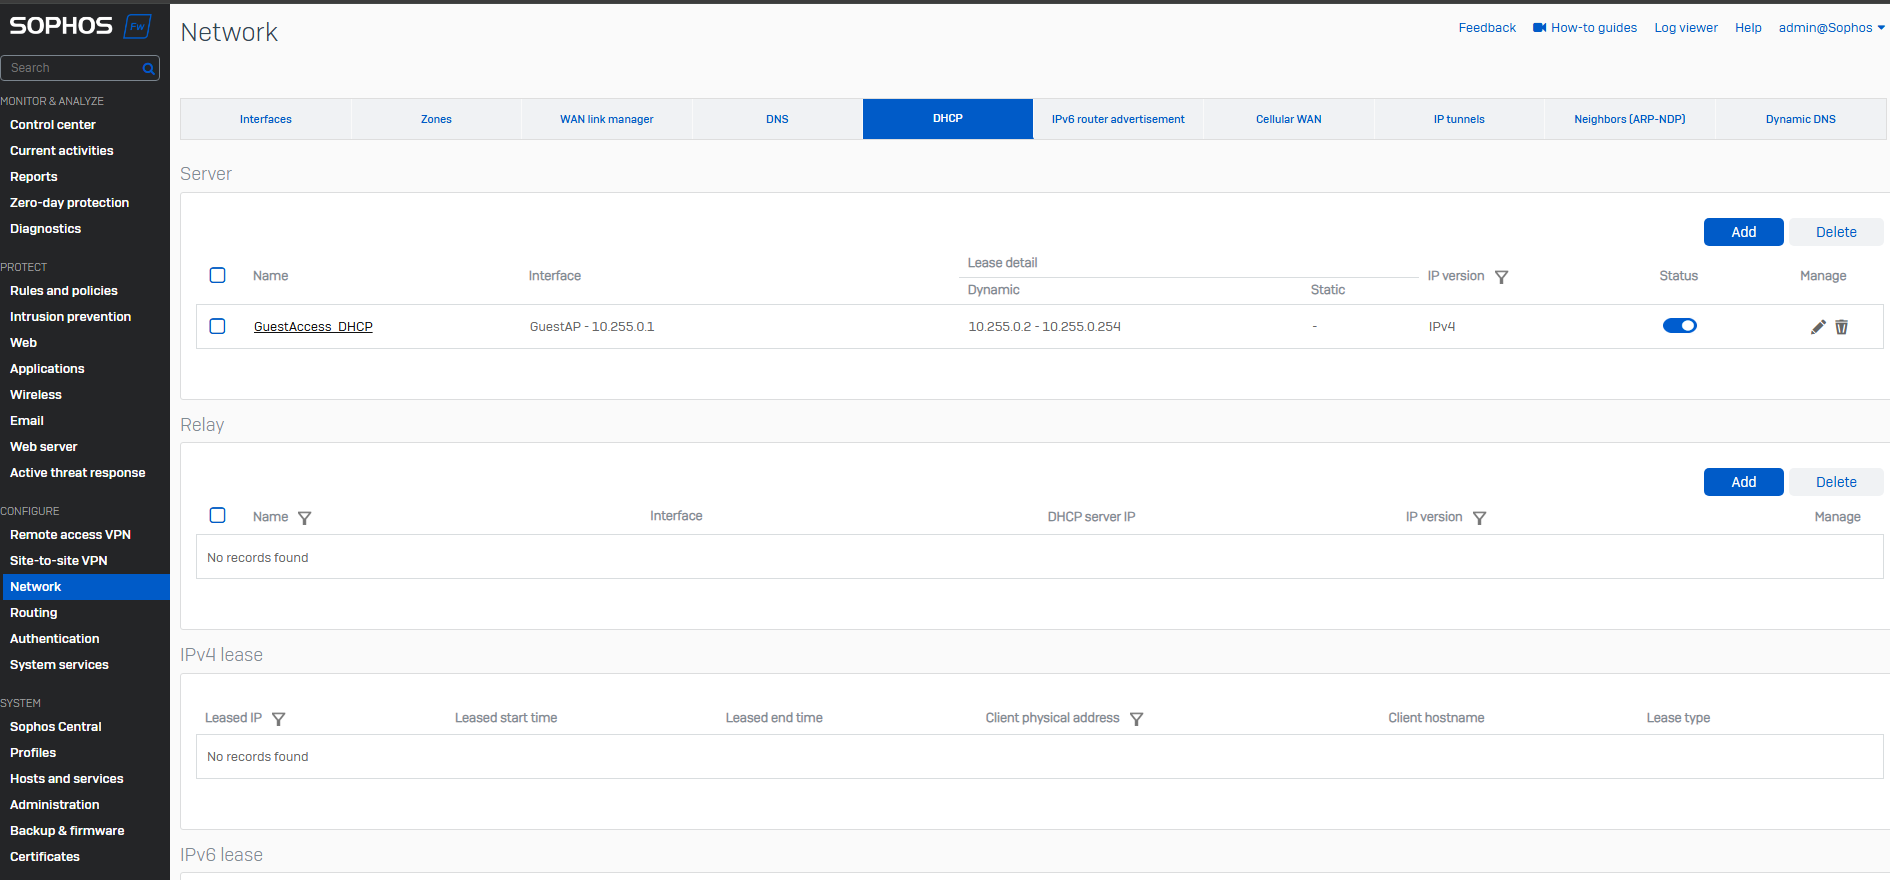 SOPHOS FW
Search
MONITOR & ANALYZE
Control center
Current activities
Reports
Zero-day protection
Diagnostics
PROTECT
Rules and policies
Intrusion prevention
Web
Applications
Wireless
Email
Web server
Active threat response
CONFIGURE
Remote access VPN
Site-to-site VPN
Network
Routing
Authentication
System services
SYSTEM
Sophos Central
Profiles
Hosts and services
Administration
Backup & firmware
Certificates
Network
Feedback How-to guides Log viewer Help admin@Sophos
Interfaces Zones WAN link manager DNS DHCP IPv6 router advertisement Cellular WAN IP tunnels Neighbors (ARP-NDP) Dynamic DNS
Server
Add Delete
Name Interface Lease detail IP version Status Manage
Dynamic Static
GuestAccess_DHCP GuestAP - 10.255.0.1 10.255.0.2 - 10.255.0.254 - IPv4
Relay
Add Delete
Name Interface DHCP server IP IP version Manage
No records found
IPv4 lease
Leased IP Leased start time Leased end time Client physical address Client hostname Lease type
No records found
IPv6 lease